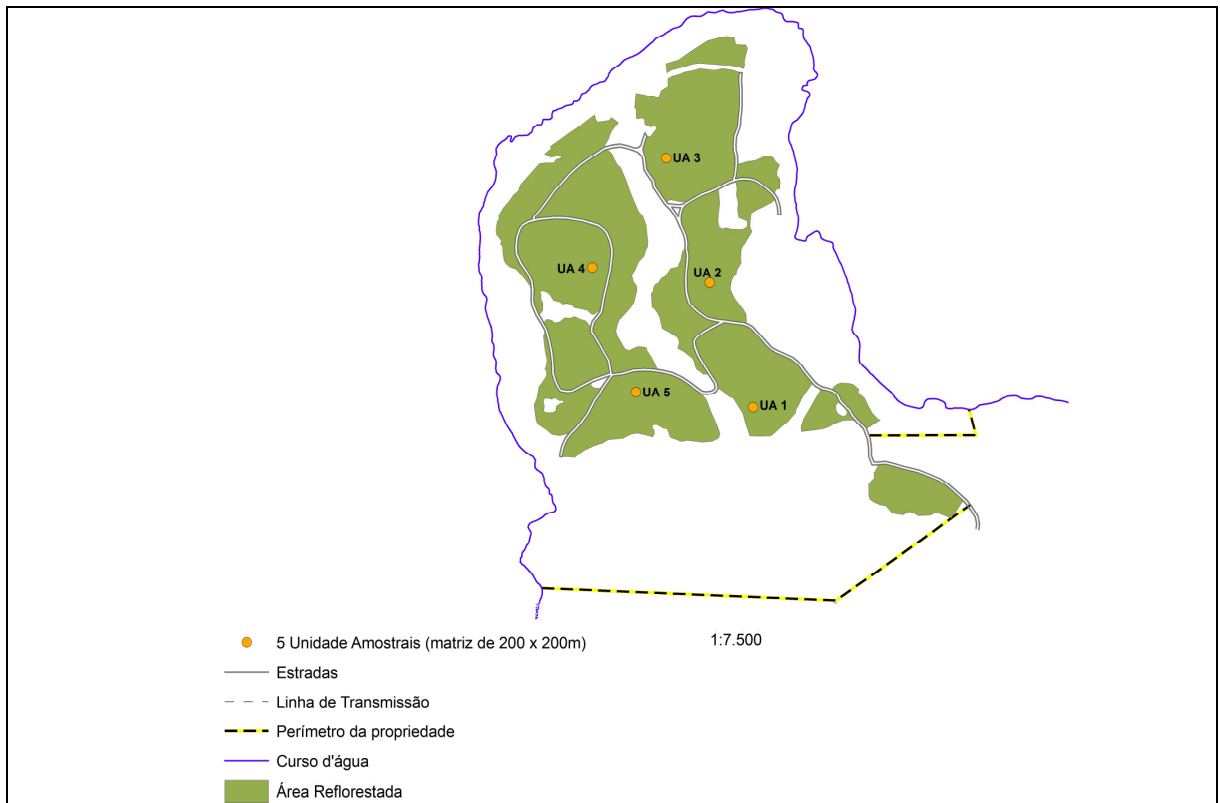 UA 3
UA 4
UA 2
UA 5
UA 1
5 Unidade Amostrais (matriz de 200 x 200m)
1:7.500
Estradas
Linha de Transmissão
Perímetro da propriedade
Curso d'água
Área Reflorestada